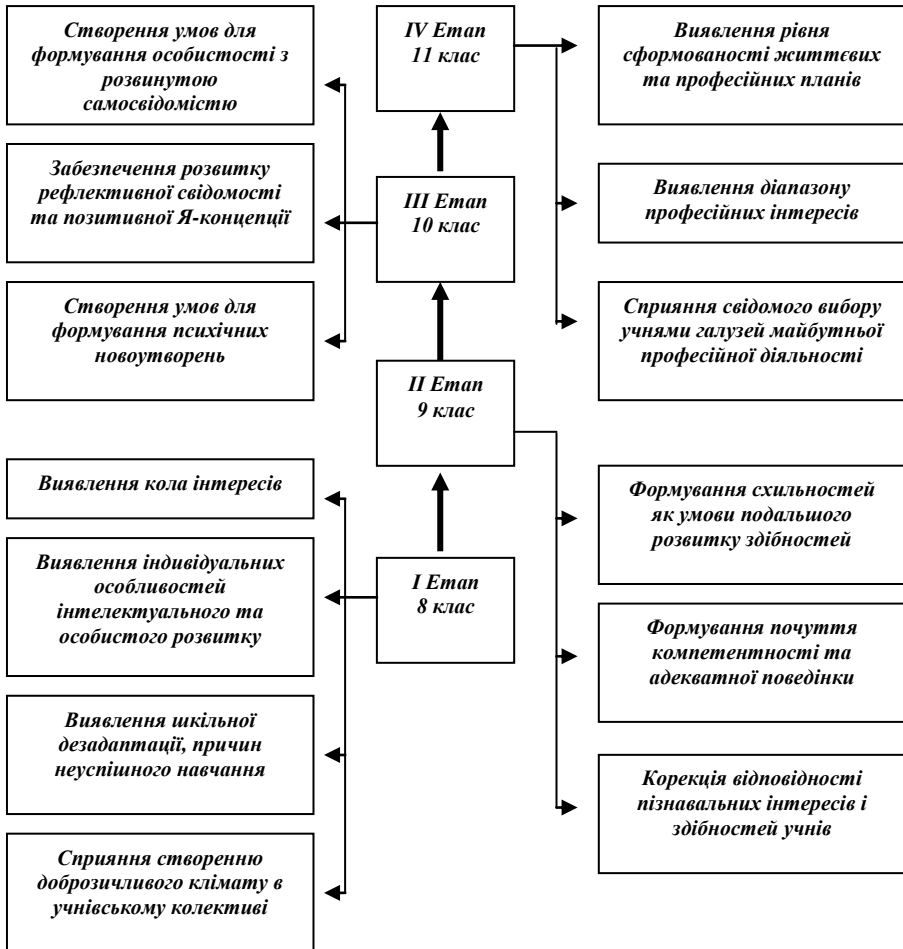 Створення умов для
формування особистості з
розвинутою
самосвідомістю
Забезпечення розвитку
рефлективної свідомості
та позитивної Я-концепції
Створення умов для
формування психічних
новоутворень
Виявлення кола інтересів
Виявлення індивідуальних
особливостей
інтелектуального та
особистого розвитку
Виявлення шкільної
дезадаптації, причин
неуспішного навчання
Сприяння створенню
доброзичливого клімату в
учнівському колективі
IV Етап
11 клас
III Етап
10 клас
II Етап
9 клас
I Етап
8 клас
Виявлення рівня
сформованості життєвих
та професійних планів
Виявлення діапазону
професійних інтересів
Сприяння свідомого вибору
учнями галузей майбутньої
професійної діяльності
Формування схильностей
як умови подальшого
розвитку здібностей
Формування почуття
компетентності та
адекватної поведінки
Корекція відповідності
пізнавальних інтересів і
здібностей учнів